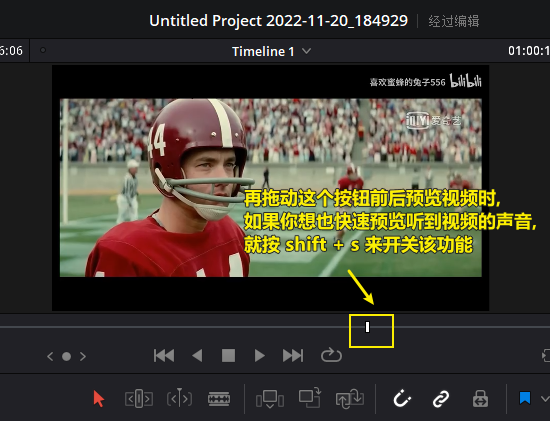 Untitled Project 2022-11-20_184929 经过编辑
6:06
Timeline 1
01:00:1
喜欢蜜蜂的兔子556 bilibili
iQIYI 爱奇艺
44
再拖动这个按钮前后预览视频时,
如果你想也快速预览听到视频的声音,
就按 shift + s 来开关该功能